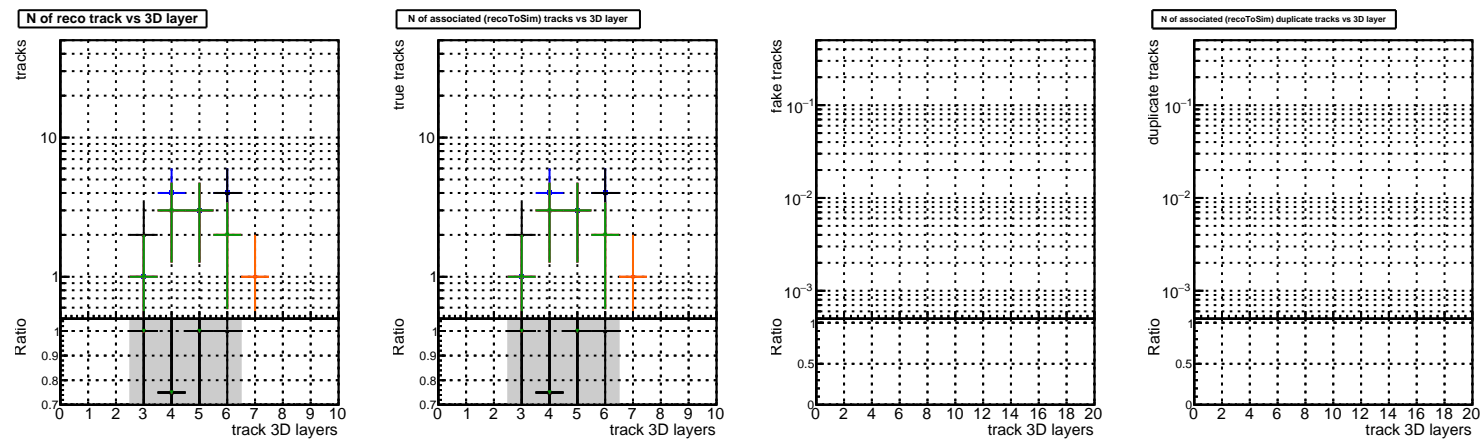 N of reco track vs 3D layer
tracks
10
1
Ratio
1
0.9
0.8
0.7
0 1 2 3 4 5 6 7 8 9 10
track 3D layers
N of associated (recoToSim) tracks vs 3D layer
true tracks
10
1
Ratio
1
0.9
0.8
0.7
0 1 2 3 4 5 6 7 8 9 10
track 3D layers
fake tracks
10⁻¹
10⁻²
10⁻³
Ratio
1
0.5
0
0 2 4 6 8 10 12 14 16 18 20
track 3D layers
N of associated (recoToSim) duplicate tracks vs 3D layer
duplicate tracks
10⁻¹
10⁻²
10⁻³
Ratio
1
0.5
0
0 2 4 6 8 10 12 14 16 18 20
track 3D layers